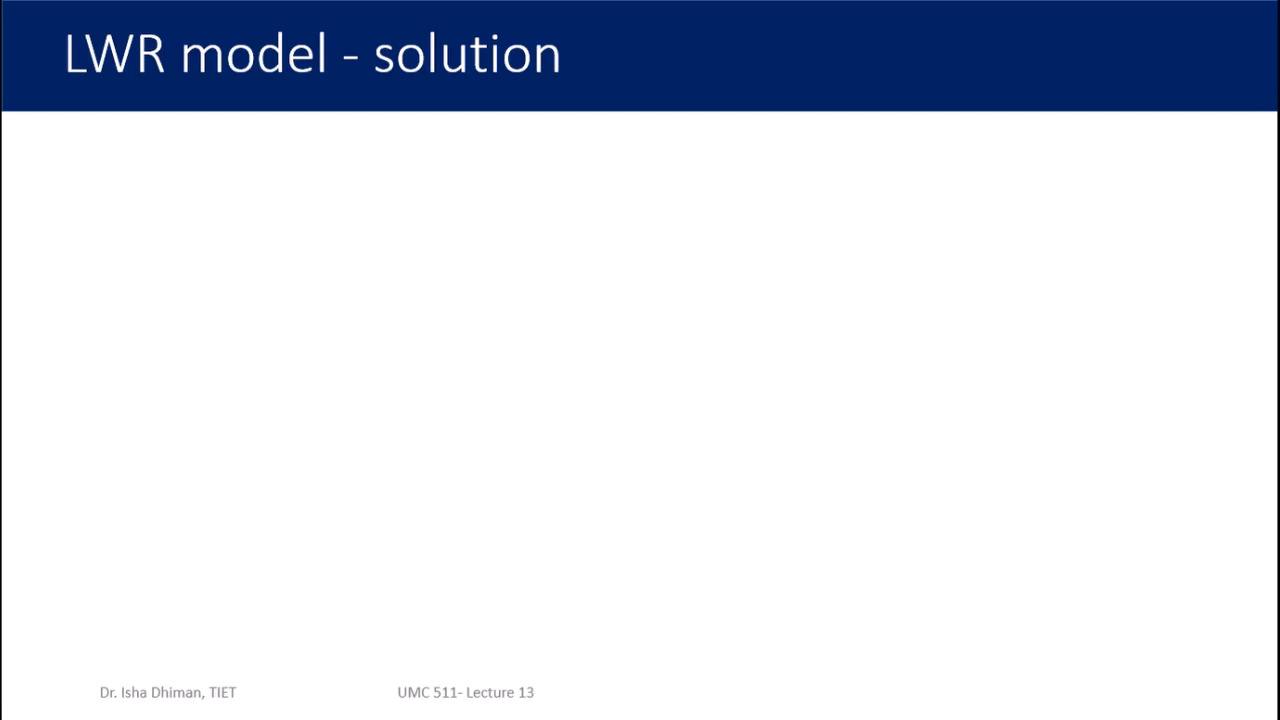 LWR model - solution
Dr. Isha Dhiman, TIET
UMC 511- Lecture 13